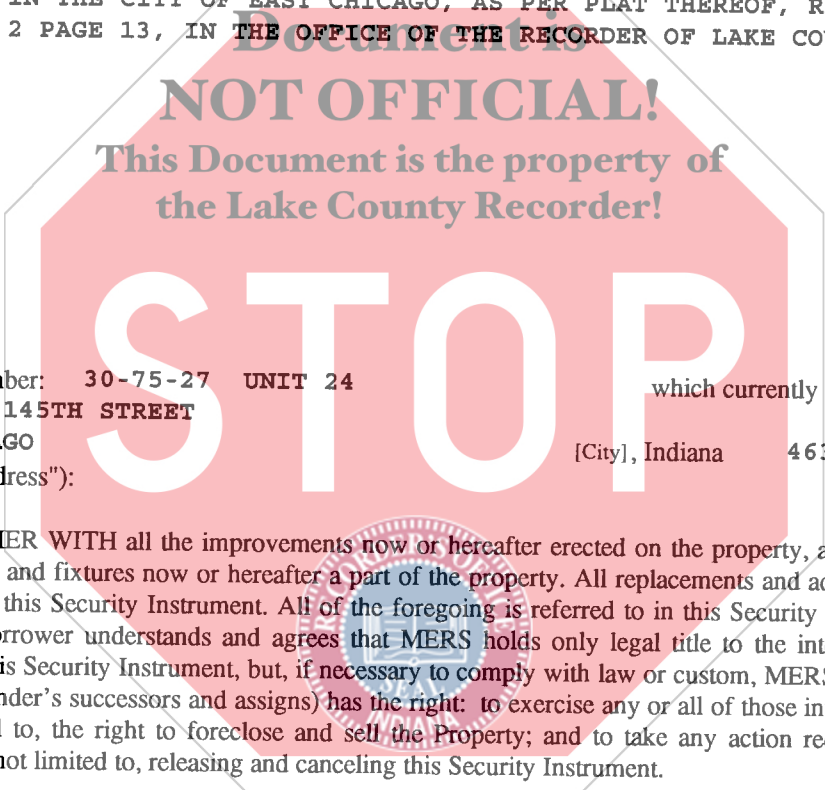 IN THE CITY OF EAST CHICAGO, AS PER PLAT THEREOF, R
2 PAGE 13, IN THE OFFICE OF THE RECORDER OF LAKE COU
Document is
NOT OFFICIAL!
This Document is the property of
the Lake County Recorder!
STOP
ber: 30-75-27 UNIT 24
which currently
145TH STREET
GO
[City], Indiana 463
dress"):
ER WITH all the improvements now or hereafter erected on the property, a
and fixtures now or hereafter a part of the property. All replacements and ad
this Security Instrument. All of the foregoing is referred to in this Security
rrower understands and agrees that MERS holds only legal title to the int
is Security Instrument, but, if necessary to comply with law or custom, MERS
nder's successors and assigns) has the right: to exercise any or all of those in
l to, the right to foreclose and sell the Property; and to take any action re
not limited to, releasing and canceling this Security Instrument.
RECORDER'S OFFICE
SEAL
INDIANA